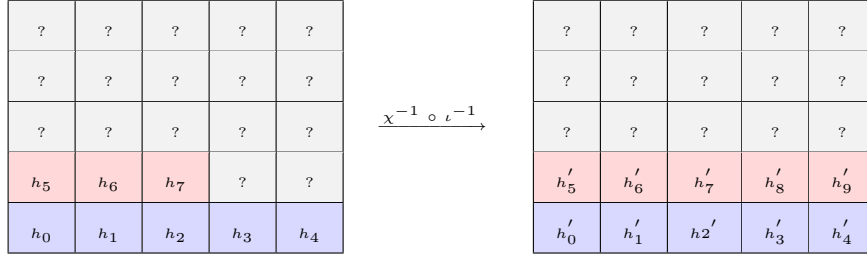 ? ? ? ? ? ? ? ? ? ?
? ? ? ? ? ? ? ? ? ?
? ? ? ? ? χ⁻¹ ∘ ι⁻¹ ? ? ? ? ?
h₅ h₆ h₇ ? ? h₅′ h₆′ h₇′ h₈′ h₉′
h₀ h₁ h₂ h₃ h₄ h₀′ h₁′ h2′ h₃′ h₄′